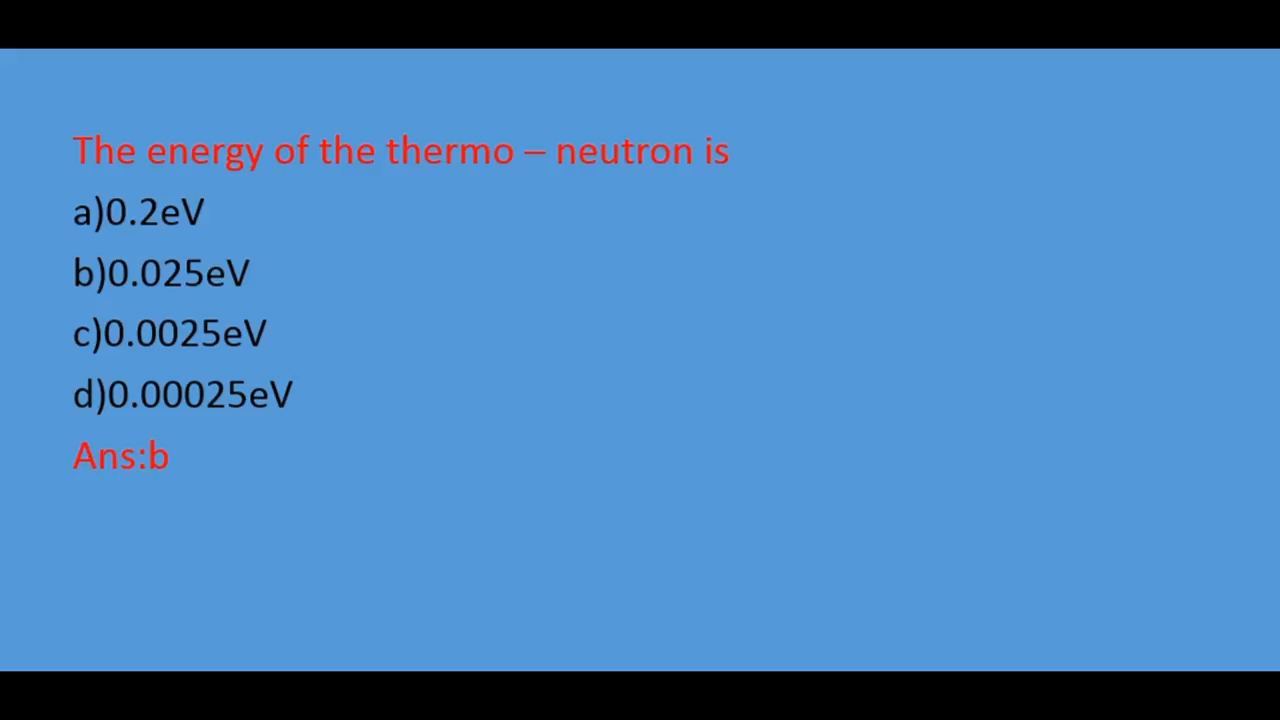 The energy of the thermo – neutron is
a)0.2eV
b)0.025eV
c)0.0025eV
d)0.00025eV
Ans:b